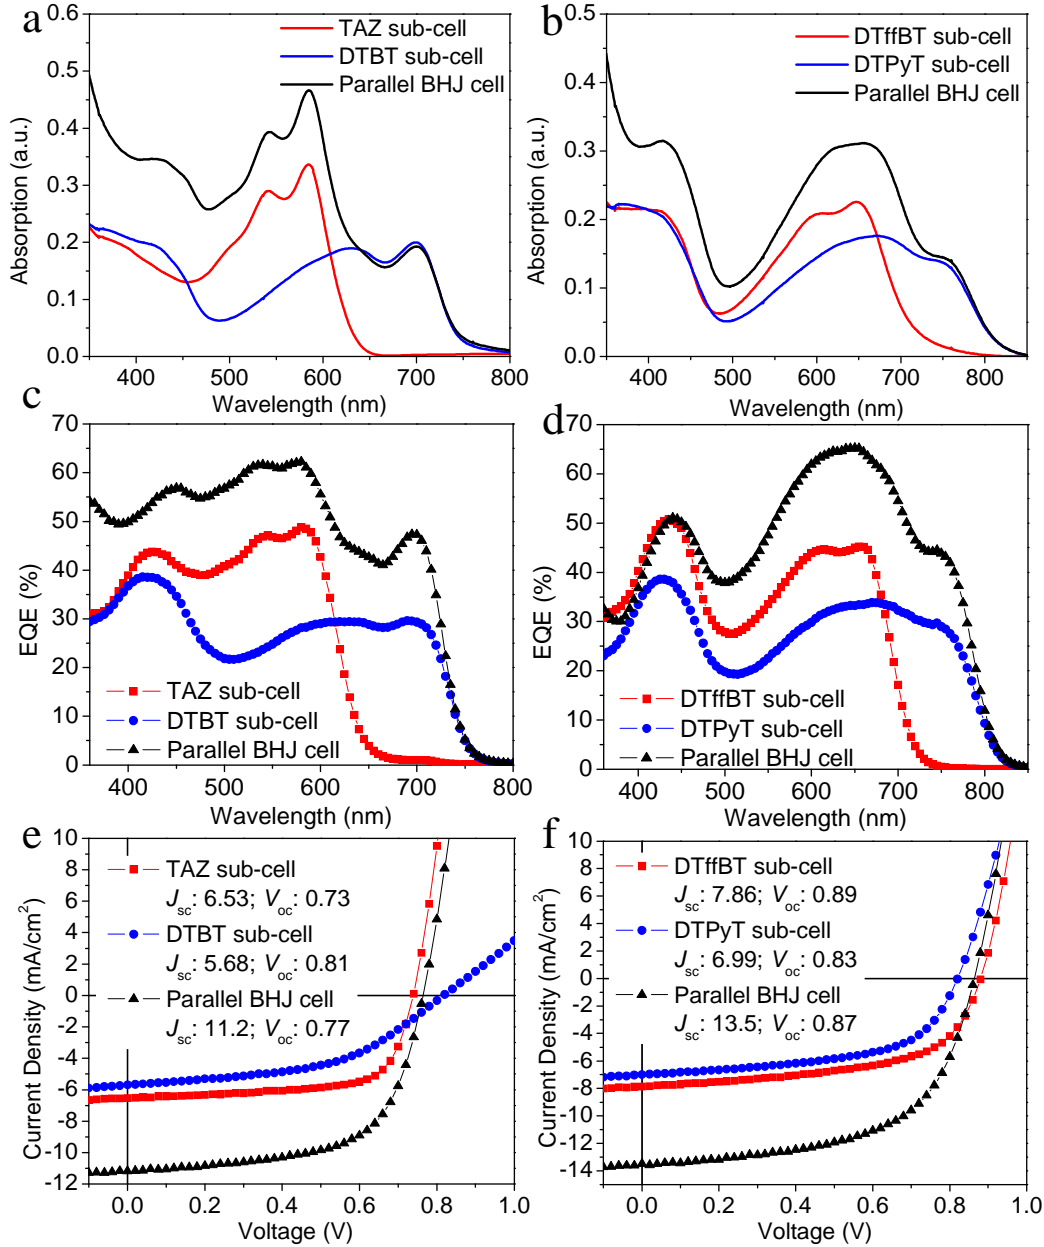 a
TAZ sub-cell
DTBT sub-cell
Parallel BHJ cell
Absorption (a.u.)
0.6
0.5
0.4
0.3
0.2
0.1
0.0
400 500 600 700 800
Wavelength (nm)
b
DTffBT sub-cell
DTPyT sub-cell
Parallel BHJ cell
Absorption (a.u.)
0.5
0.4
0.3
0.2
0.1
0.0
400 500 600 700 800
Wavelength (nm)
c
EQE (%)
70
60
50
40
30
20
10
0
TAZ sub-cell
DTBT sub-cell
Parallel BHJ cell
400 500 600 700 800
Wavelength (nm)
d
EQE (%)
70
60
50
40
30
20
10
0
DTffBT sub-cell
DTPyT sub-cell
Parallel BHJ cell
400 500 600 700 800
Wavelength (nm)
e
Current Density (mA/cm²)
10
8
6
4
2
0
-2
-4
-6
-8
-10
-12
TAZ sub-cell
Jsc: 6.53; Voc: 0.73
DTBT sub-cell
Jsc: 5.68; Voc: 0.81
Parallel BHJ cell
Jsc: 11.2; Voc: 0.77
0.0 0.2 0.4 0.6 0.8 1.0
Voltage (V)
f
Current Density (mA/cm²)
10
8
6
4
2
0
-2
-4
-6
-8
-10
-12
-14
DTffBT sub-cell
Jsc: 7.86; Voc: 0.89
DTPyT sub-cell
Jsc: 6.99; Voc: 0.83
Parallel BHJ cell
Jsc: 13.5; Voc: 0.87
0.0 0.2 0.4 0.6 0.8 1.0
Voltage (V)